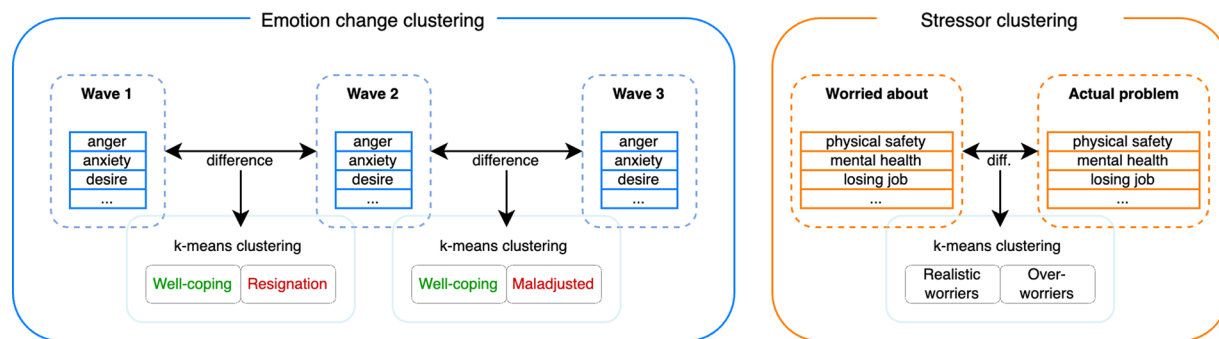 Emotion change clustering
Wave 1
anger
anxiety
desire
...
difference
Wave 2
anger
anxiety
desire
...
difference
Wave 3
anger
anxiety
desire
...
k-means clustering
Well-coping
Resignation
k-means clustering
Well-coping
Maladjusted
Stressor clustering
Worried about
physical safety
mental health
losing job
...
diff.
Actual problem
physical safety
mental health
losing job
...
k-means clustering
Realistic
worriers
Over-
worriers